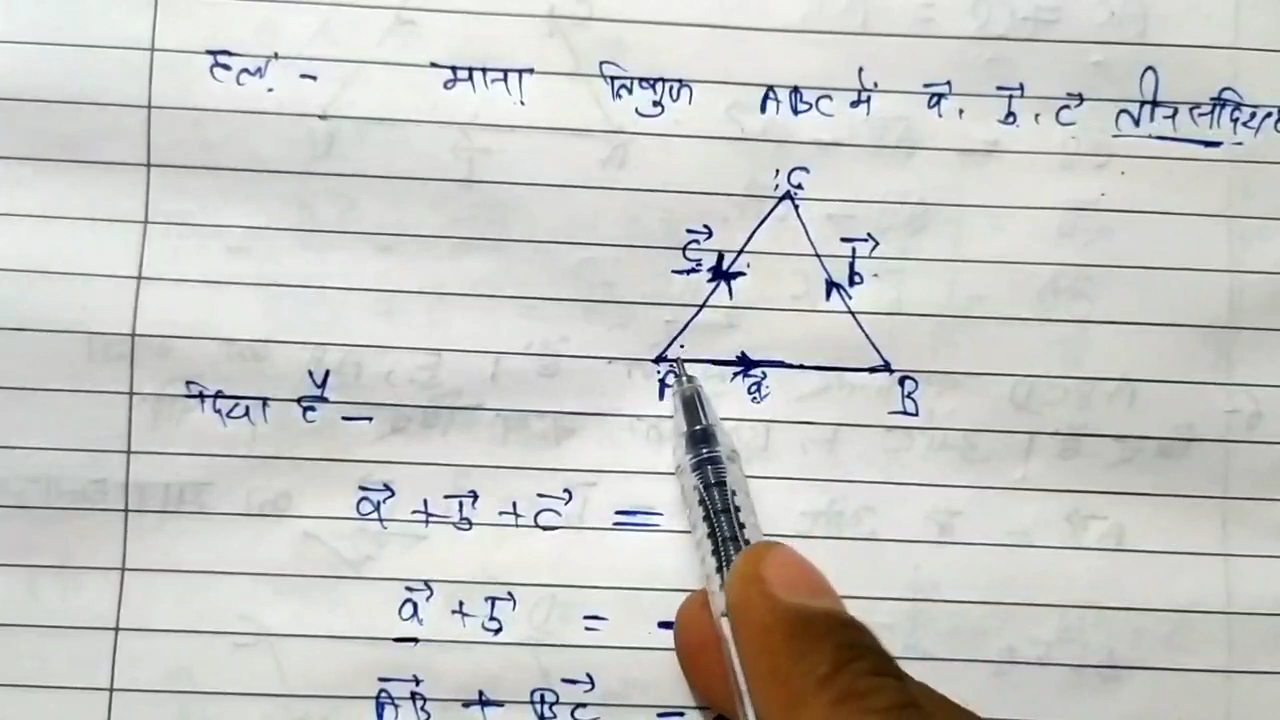 हल:- माना त्रिभुज ABC में a⃗, b⃗, c⃗ तीन सदिश
C
c⃗ b⃗
A a⃗ B
दिया है -
a⃗ + b⃗ + c⃗ =
a⃗ + b⃗ = -
A⃗B⃗ + B⃗C⃗ =